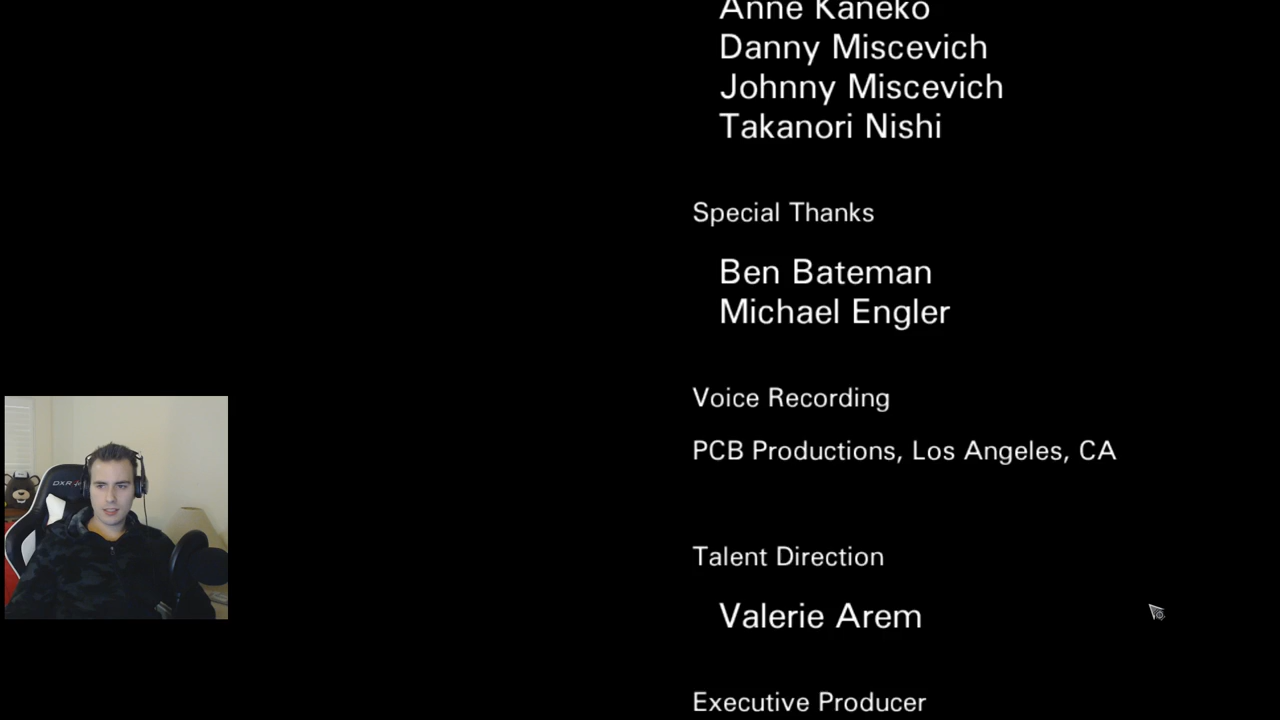 Anne Kaneko
Danny Miscevich
Johnny Miscevich
Takanori Nishi
Special Thanks
Ben Bateman
Michael Engler
Voice Recording
PCB Productions, Los Angeles, CA
DXR
Talent Direction
Valerie Arem
Executive Producer